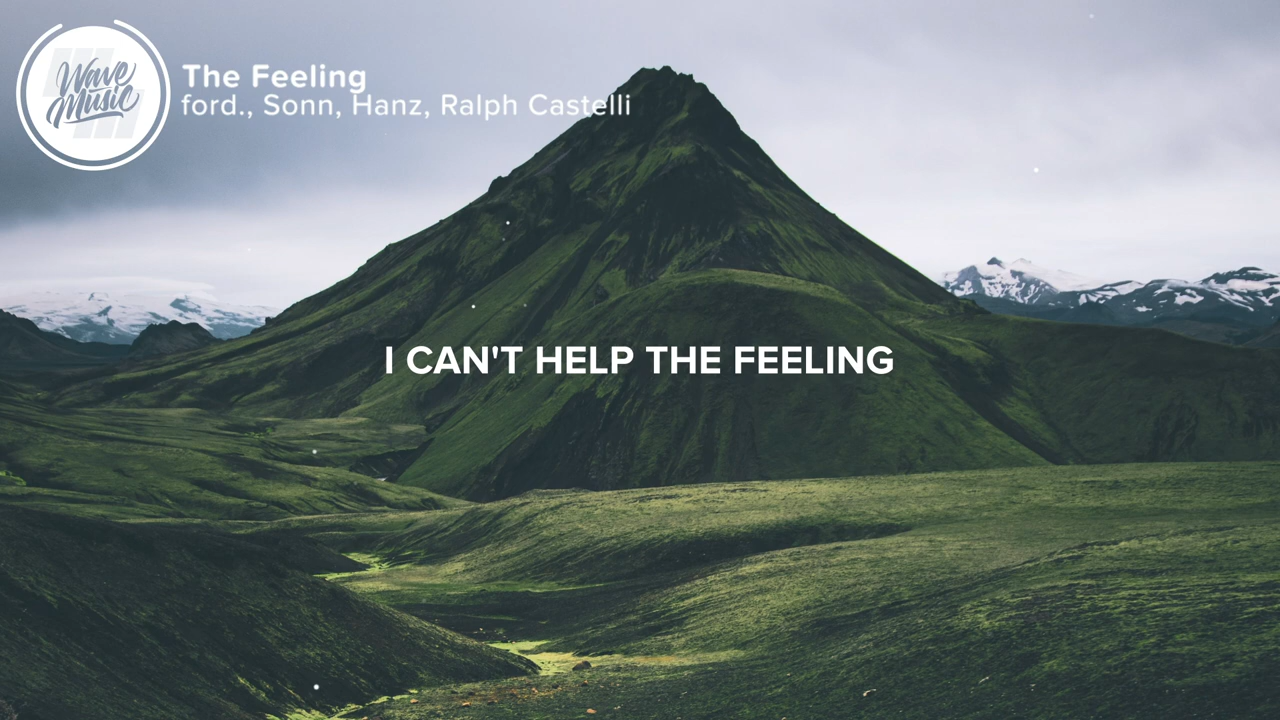 Wave
Music
The Feeling
ford., Sonn, Hanz, Ralph Castelli
I CAN'T HELP THE FEELING